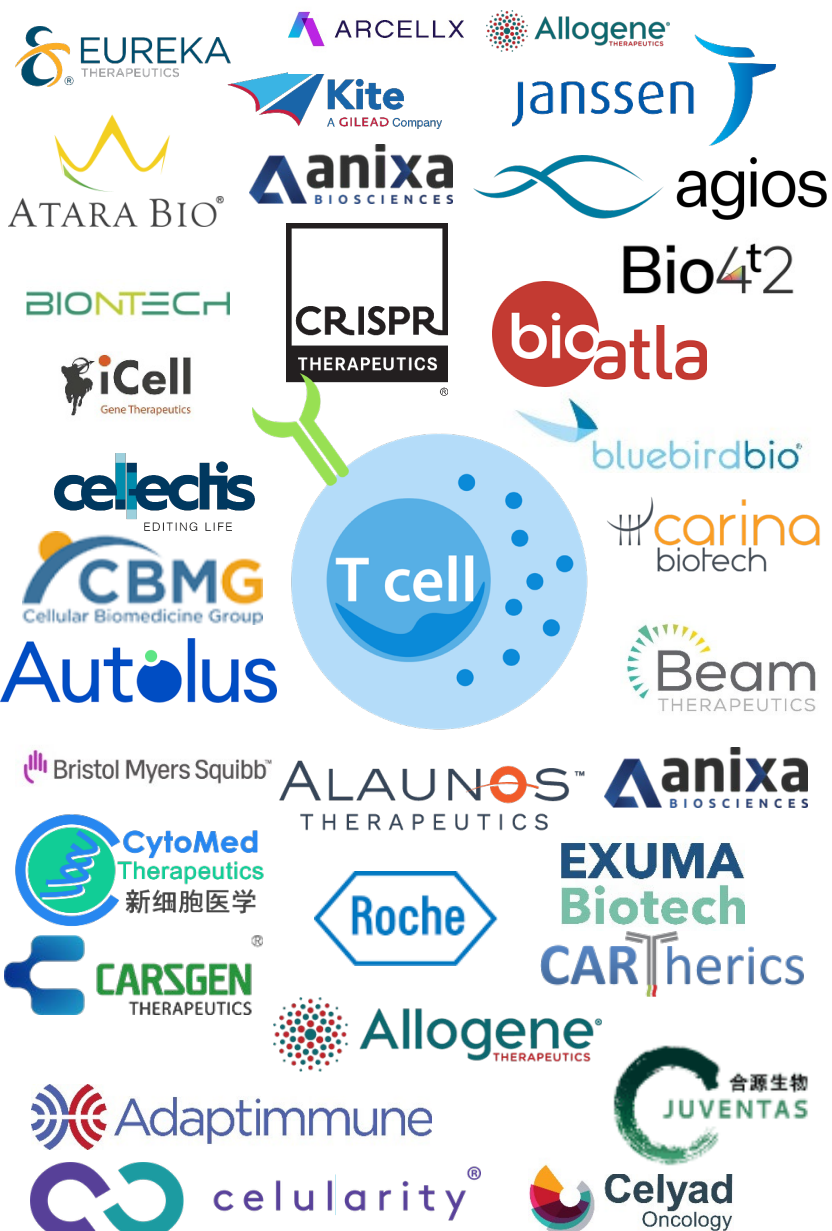 ARCELLX
Allogene®
THERAPEUTICS
EUREKA
THERAPEUTICS®
Kite
A GILEAD Company
janssen
ATARA BIO®
anixa
BIOSCIENCES
agios
Bio4t2
BIONTECH
CRISPR
THERAPEUTICS
®
bioatla
iCell
Gene Therapeutics
bluebirdbio®
cellectis
EDITING LIFE
carina
biotech
CBMG
Cellular Biomedicine Group
T cell
Autolus
Beam
THERAPEUTICS
Bristol Myers Squibb™
ALAUNOS™
THERAPEUTICS
anixa
BIOSCIENCES
CytoMed
Therapeutics
新细胞医学
Roche
EXUMA
Biotech
CARSGEN®
THERAPEUTICS
CARTherics
Allogene®
THERAPEUTICS
合源生物
JUVENTAS
Adaptimmune
celularity®
Celyad
Oncology